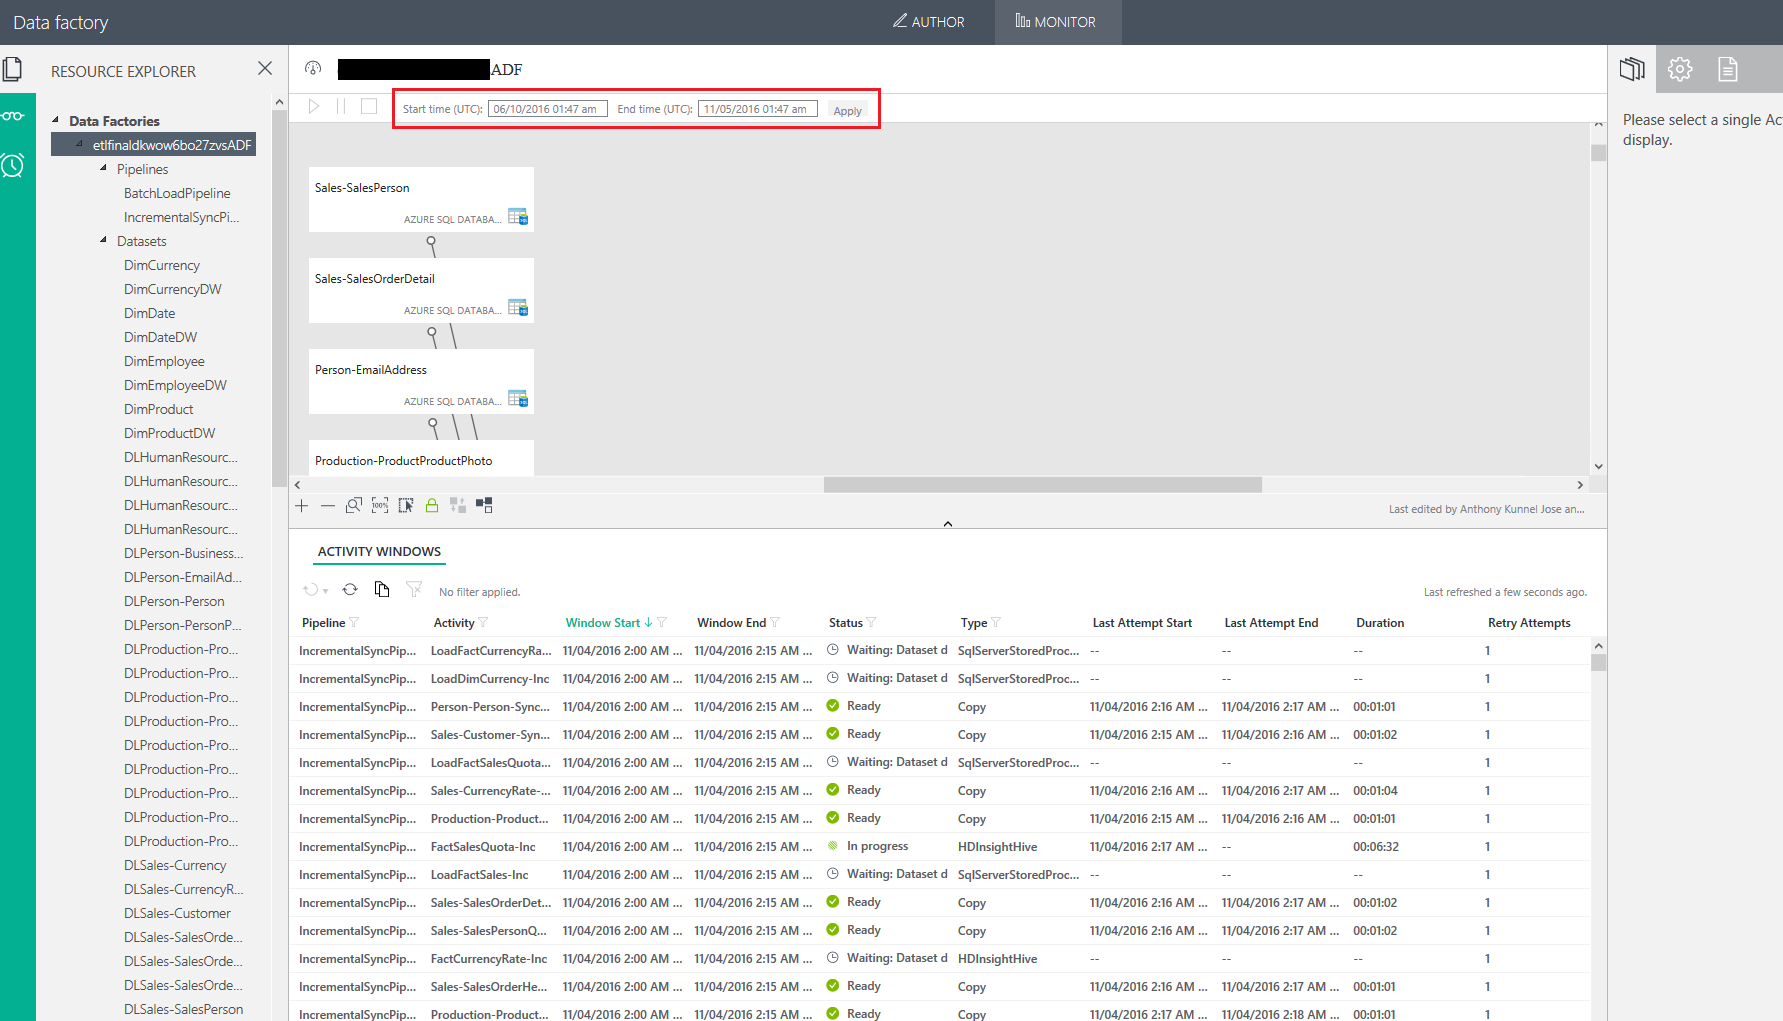 Data factory
AUTHOR
MONITOR
RESOURCE EXPLORER
Data Factories
etlfinaldkwow6bo27zvsADF
Pipelines
BatchLoadPipeline
IncrementalSyncPi...
Datasets
DimCurrency
DimCurrencyDW
DimDate
DimDateDW
DimEmployee
DimEmployeeDW
DimProduct
DimProductDW
DLHumanResourc...
DLHumanResourc...
DLHumanResourc...
DLHumanResourc...
DLPerson-Business...
DLPerson-EmailAd...
DLPerson-Person
DLPerson-PersonP...
DLProduction-Pro...
DLProduction-Pro...
DLProduction-Pro...
DLProduction-Pro...
DLProduction-Pro...
DLProduction-Pro...
DLProduction-Pro...
DLProduction-Pro...
DLProduction-Pro...
DLSales-Currency
DLSales-CurrencyR...
DLSales-Customer
DLSales-SalesOrde...
DLSales-SalesOrde...
DLSales-SalesOrde...
DLSales-SalesPerson
ADF
Start time (UTC): 06/10/2016 01:47 am End time (UTC): 11/05/2016 01:47 am Apply
Sales-SalesPerson
AZURE SQL DATABA...
Sales-SalesOrderDetail
AZURE SQL DATABA...
Person-EmailAddress
AZURE SQL DATABA...
Production-ProductProductPhoto
100%
Last edited by Anthony Kunnel Jose an...
ACTIVITY WINDOWS
No filter applied.
Last refreshed a few seconds ago.
Pipeline Activity Window Start Window End Status Type Last Attempt Start Last Attempt End Duration Retry Attempts
IncrementalSyncPip... LoadFactCurrencyRa... 11/04/2016 2:00 AM ... 11/04/2016 2:15 AM ... Waiting: Dataset d SqlServerStoredProc... -- -- -- 1
IncrementalSyncPip... LoadDimCurrency-Inc 11/04/2016 2:00 AM ... 11/04/2016 2:15 AM ... Waiting: Dataset d SqlServerStoredProc... -- -- -- 1
IncrementalSyncPip... Person-Person-Sync... 11/04/2016 2:00 AM ... 11/04/2016 2:15 AM ... Ready Copy 11/04/2016 2:16 AM ... 11/04/2016 2:17 AM ... 00:01:01 1
IncrementalSyncPip... Sales-Customer-Syn... 11/04/2016 2:00 AM ... 11/04/2016 2:15 AM ... Ready Copy 11/04/2016 2:15 AM ... 11/04/2016 2:16 AM ... 00:01:02 1
IncrementalSyncPip... LoadFactSalesQuota... 11/04/2016 2:00 AM ... 11/04/2016 2:15 AM ... Waiting: Dataset d SqlServerStoredProc... -- -- -- 1
IncrementalSyncPip... Sales-CurrencyRate-... 11/04/2016 2:00 AM ... 11/04/2016 2:15 AM ... Ready Copy 11/04/2016 2:16 AM ... 11/04/2016 2:17 AM ... 00:01:04 1
IncrementalSyncPip... Production-Product... 11/04/2016 2:00 AM ... 11/04/2016 2:15 AM ... Ready Copy 11/04/2016 2:15 AM ... 11/04/2016 2:16 AM ... 00:01:01 1
IncrementalSyncPip... FactSalesQuota-Inc 11/04/2016 2:00 AM ... 11/04/2016 2:15 AM ... In progress HDInsightHive 11/04/2016 2:17 AM ... -- 00:06:32 1
IncrementalSyncPip... LoadFactSales-Inc 11/04/2016 2:00 AM ... 11/04/2016 2:15 AM ... Waiting: Dataset d SqlServerStoredProc... -- -- -- 1
IncrementalSyncPip... Sales-SalesOrderDet... 11/04/2016 2:00 AM ... 11/04/2016 2:15 AM ... Ready Copy 11/04/2016 2:16 AM ... 11/04/2016 2:17 AM ... 00:01:02 1
IncrementalSyncPip... Sales-SalesPersonQ... 11/04/2016 2:00 AM ... 11/04/2016 2:15 AM ... Ready Copy 11/04/2016 2:16 AM ... 11/04/2016 2:17 AM ... 00:01:02 1
IncrementalSyncPip... FactCurrencyRate-Inc 11/04/2016 2:00 AM ... 11/04/2016 2:15 AM ... Waiting: Dataset d HDInsightHive -- -- -- 1
IncrementalSyncPip... Sales-SalesOrderHe... 11/04/2016 2:00 AM ... 11/04/2016 2:15 AM ... Ready Copy 11/04/2016 2:16 AM ... 11/04/2016 2:17 AM ... 00:01:01 1
IncrementalSyncPip... Production-Product... 11/04/2016 2:00 AM ... 11/04/2016 2:15 AM ... Ready Copy 11/04/2016 2:17 AM ... 11/04/2016 2:18 AM ... 00:01:01 1
Please select a single Ac
display.